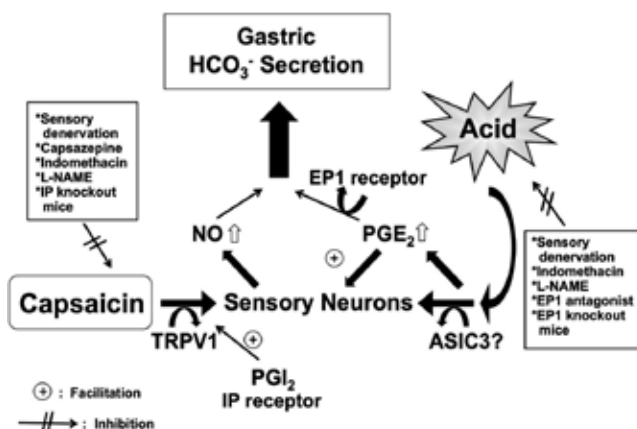 Gastric
HCO₃⁻ Secretion
*Sensory
denervation
*Capsazepine
*Indomethacin
*L-NAME
*IP knockout
mice
Acid
EP1 receptor
NO⇧
PGE₂⇧
+
*Sensory
denervation
*Indomethacin
*L-NAME
*EP1 antagonist
*EP1 knockout
mice
Capsaicin
Sensory Neurons
TRPV1
+
ASIC3?
PGI₂
IP receptor
+ : Facilitation
: Inhibition